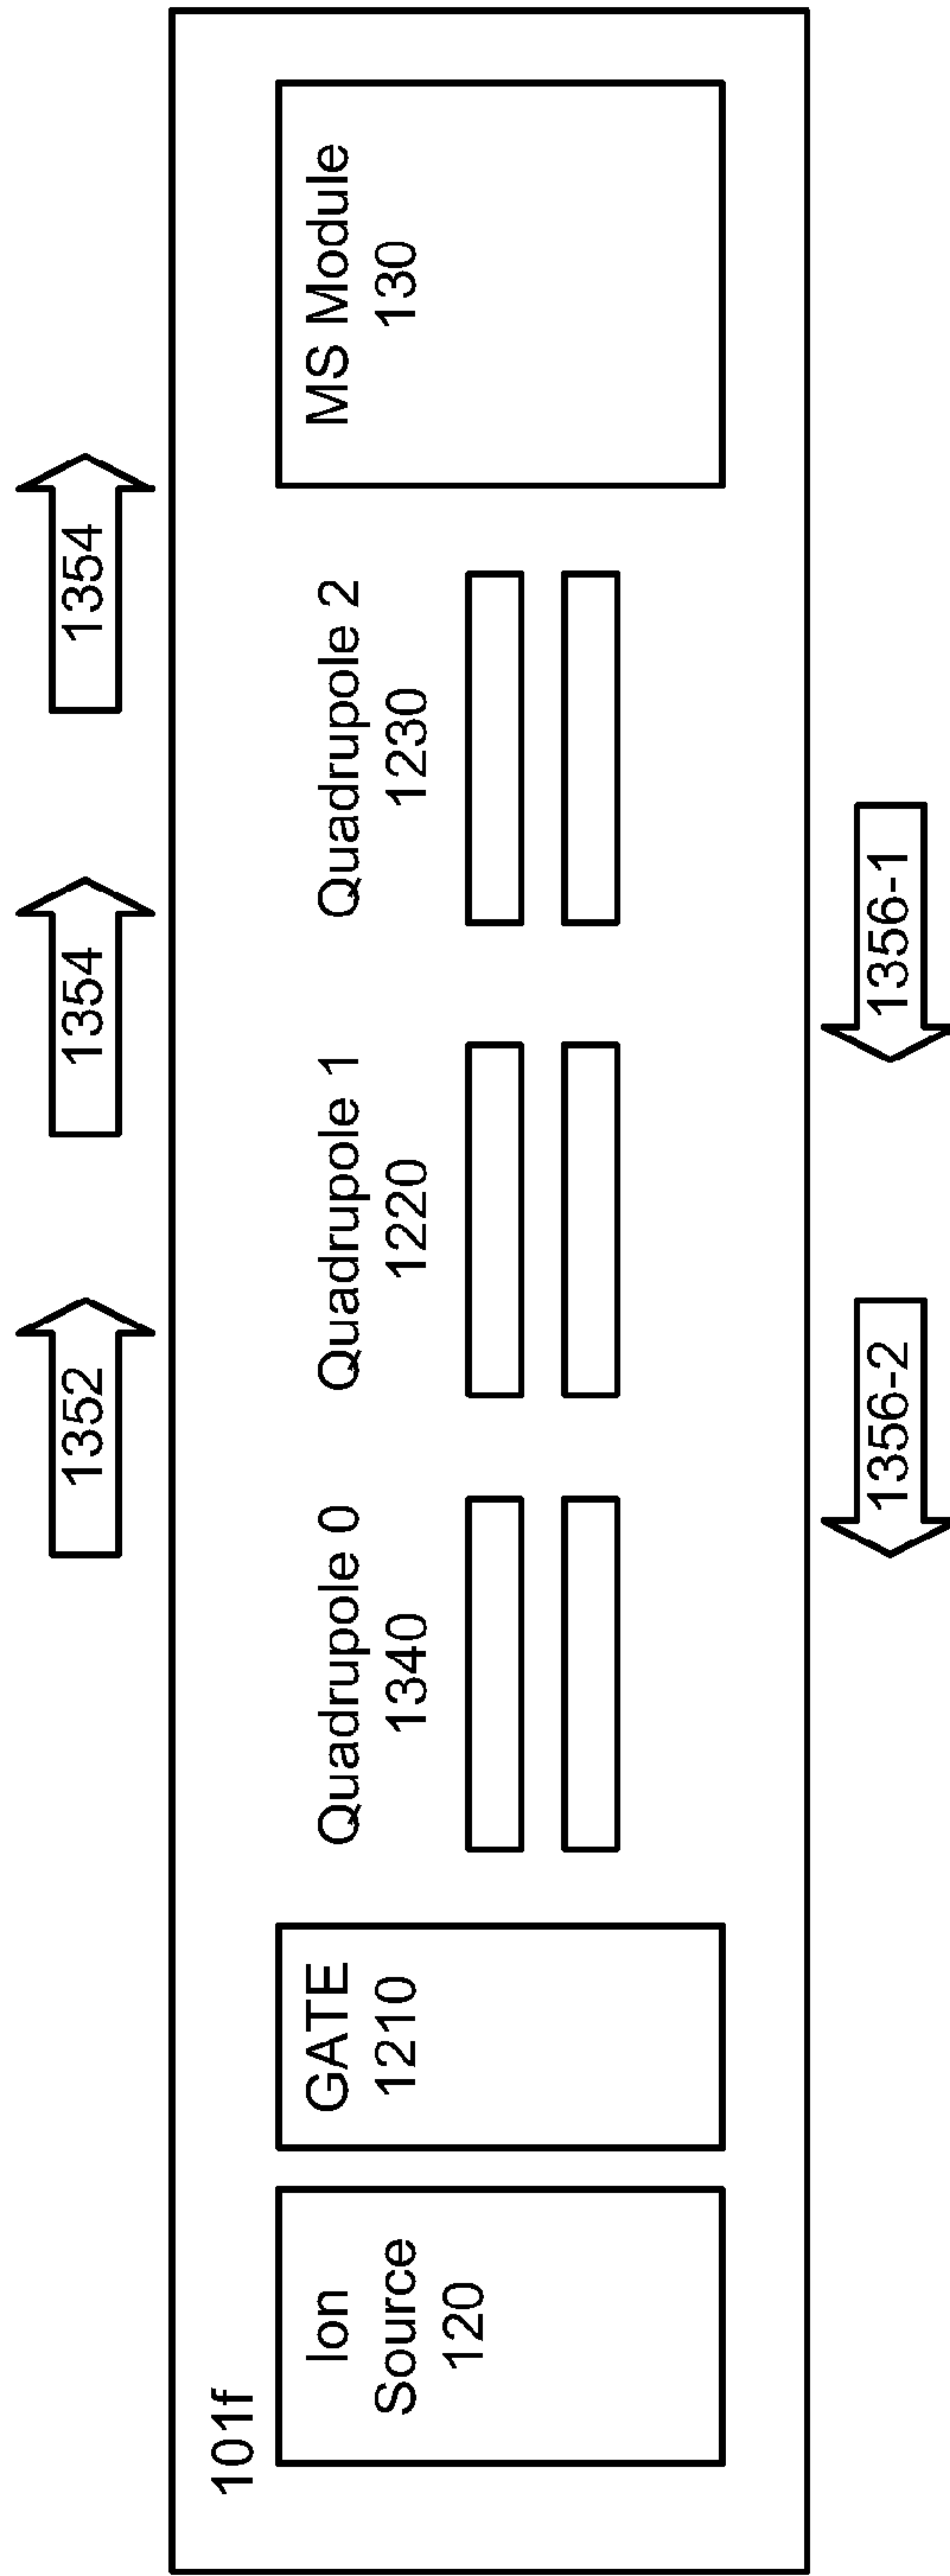 1352
1354
1354
101f
Ion
Source
120
GATE
1210
Quadrupole 0
1340
Quadrupole 1
1220
Quadrupole 2
1230
MS Module
130
1356-2
1356-1